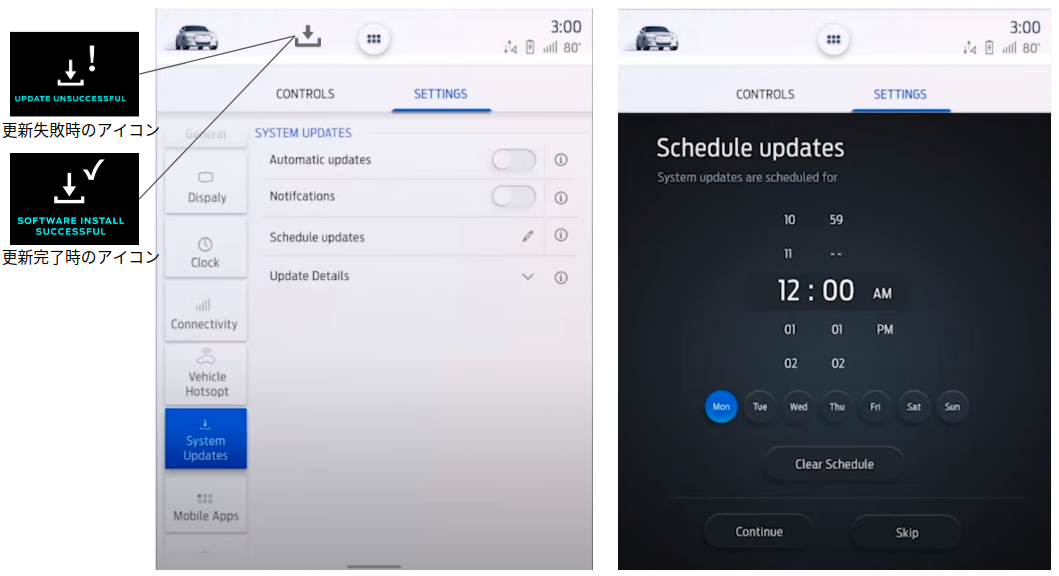 UPDATE UNSUCCESSFUL
更新失敗時のアイコン
SOFTWARE INSTALL
SUCCESSFUL
更新完了時のアイコン
3:00
80°
CONTROLS
SETTINGS
General
Dispaly
Clock
Connectivity
Vehicle
Hotsopt
System
Updates
Mobile Apps
SYSTEM UPDATES
Automatic updates
Notifcations
Schedule updates
Update Details
3:00
80°
CONTROLS
SETTINGS
Schedule updates
System updates are scheduled for
10 59
11 --
12 : 00 AM
01 01 PM
02 02
Mon Tue Wed Thu Fri Sat Sun
Clear Schedule
Continue Skip